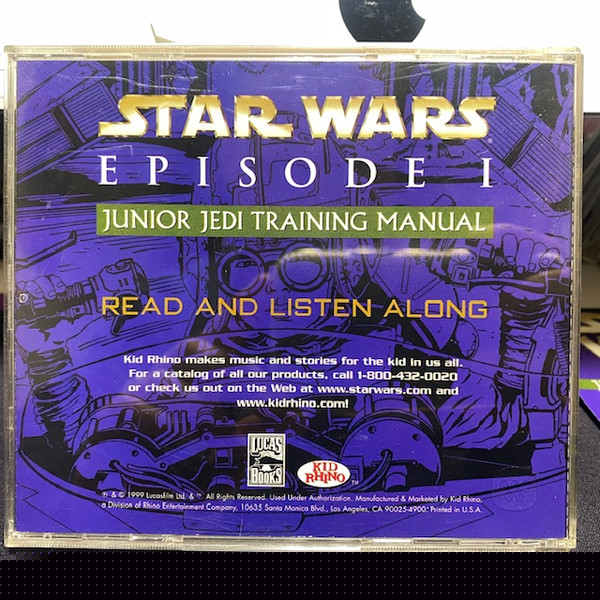 STAR WARS
EPISODE I
JUNIOR JEDI TRAINING MANUAL
READ AND LISTEN ALONG
Kid Rhino makes music and stories for the kid in us all.
For a catalog of all our products, call 1-800-432-0020
or check us out on the Web at www.starwars.com and
www.kidrhino.com!
LUCAS
BOOKS
KID
RHINO TM
℗ & © 1999 Lucasfilm Ltd. & ™. All Rights Reserved. Used Under Authorization. Manufactured & Marketed by Kid Rhino,
a Division of Rhino Entertainment Company, 10635 Santa Monica Blvd., Los Angeles, CA 90025-4900. Printed in U.S.A.